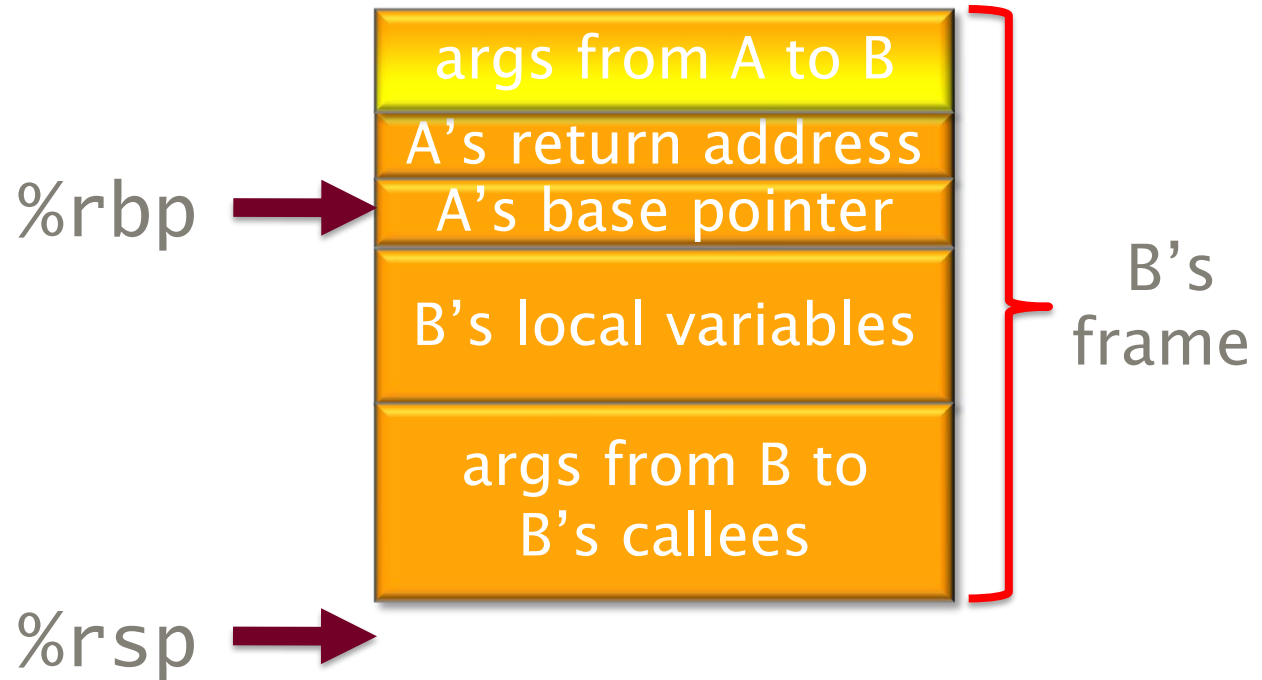 args from A to B
A’s return address
%rbp
A’s base pointer
B’s local variables
B’s
frame
args from B to
B’s callees
%rsp